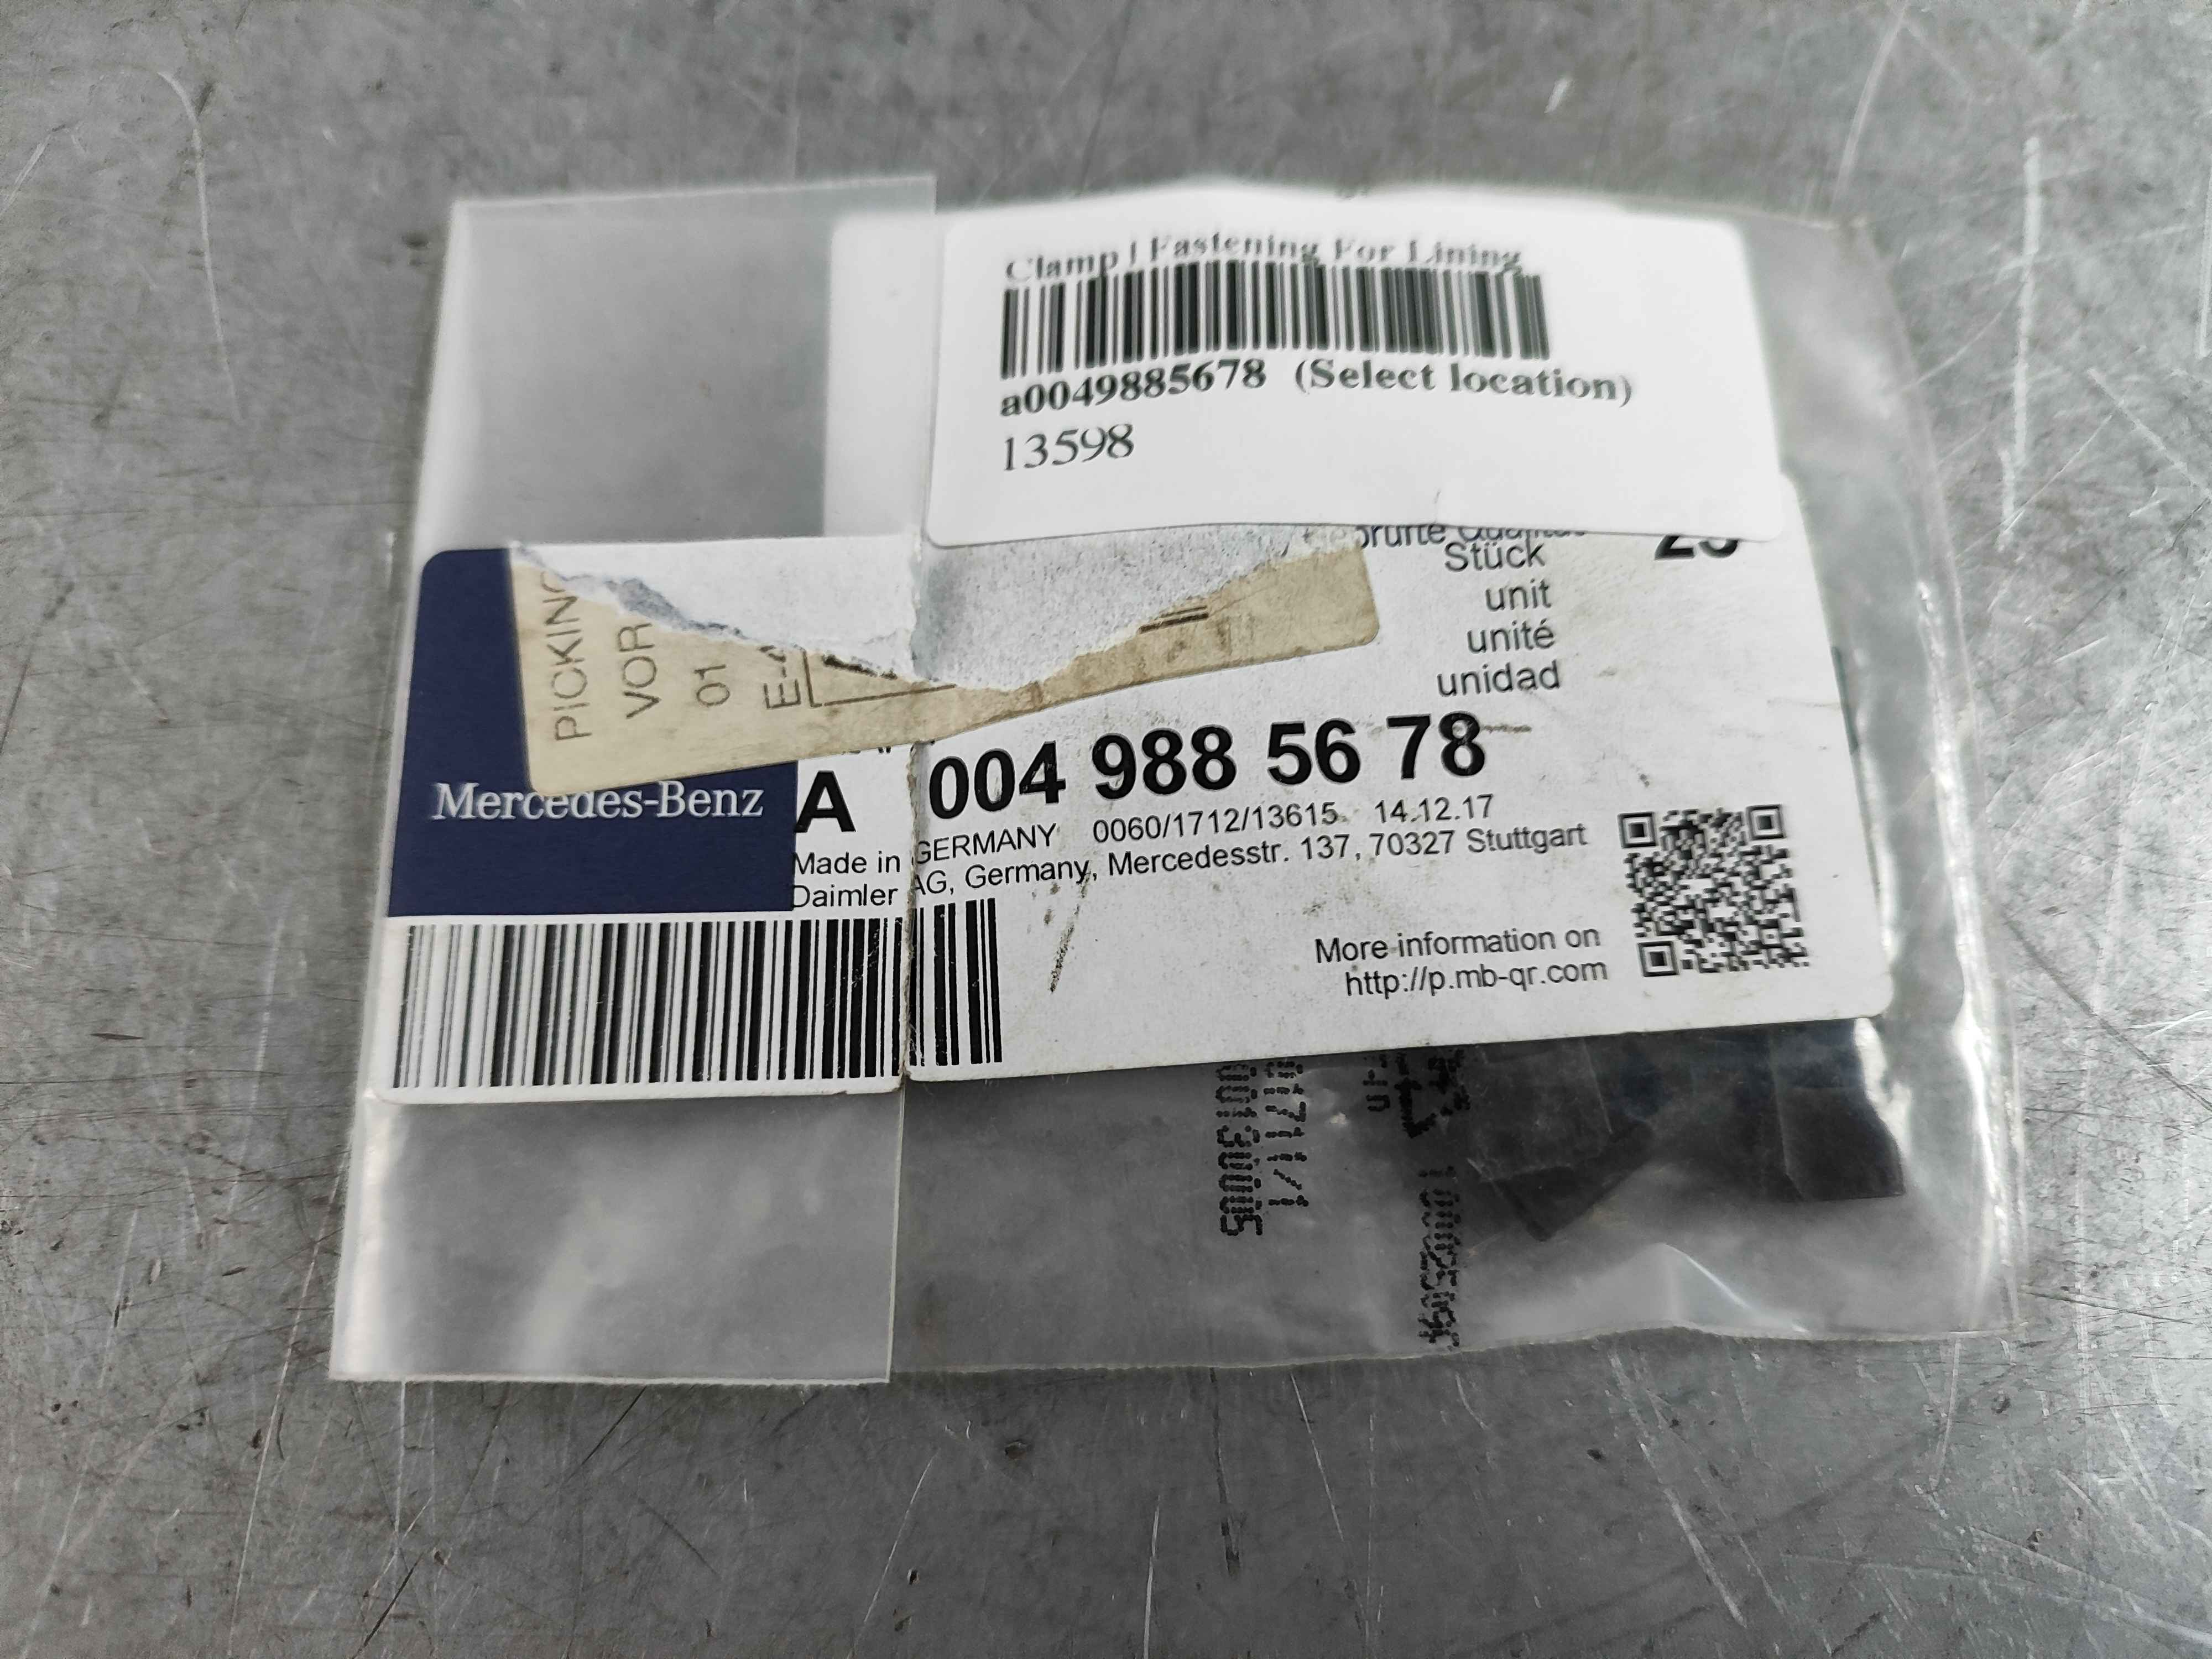 Clamp | Fastening For Lining
a0049885678 (Select location)
13598
Stück
unit
unité
unidad
PICKING
VOR
01
Mercedes-Benz
A 004 988 56 78
Made in GERMANY 0060/1712/13615 14.12.17
Daimler AG, Germany, Mercedesstr. 137, 70327 Stuttgart
More information on
http://p.mb-qr.com